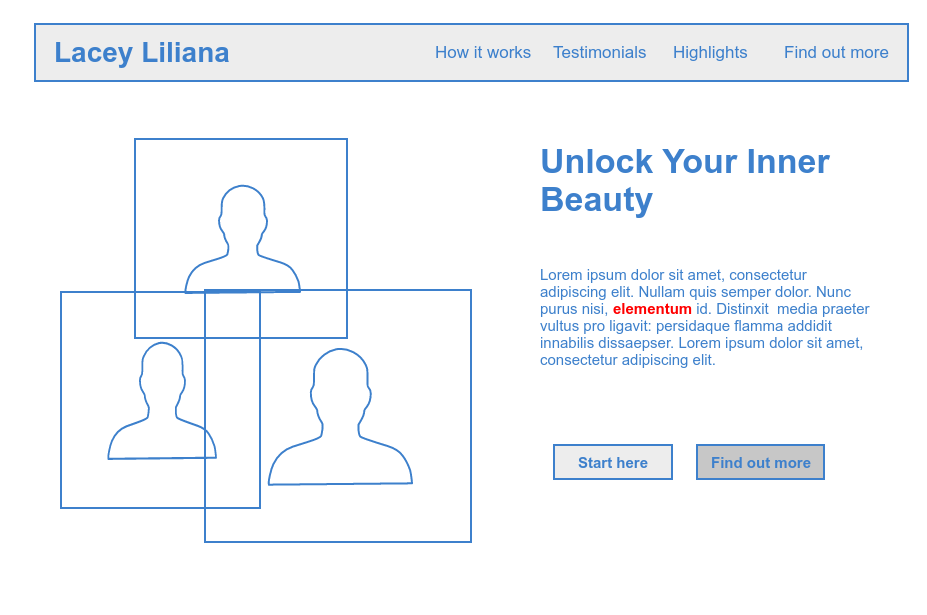 Lacey Liliana
How it works Testimonials Highlights Find out more
Unlock Your Inner
Beauty
Lorem ipsum dolor sit amet, consectetur
adipiscing elit. Nullam quis semper dolor. Nunc
purus nisi, elementum id. Distinxit  media praeter
vultus pro ligavit: persidaque flamma addidit
innabilis dissaepser. Lorem ipsum dolor sit amet,
consectetur adipiscing elit.
Start here Find out more